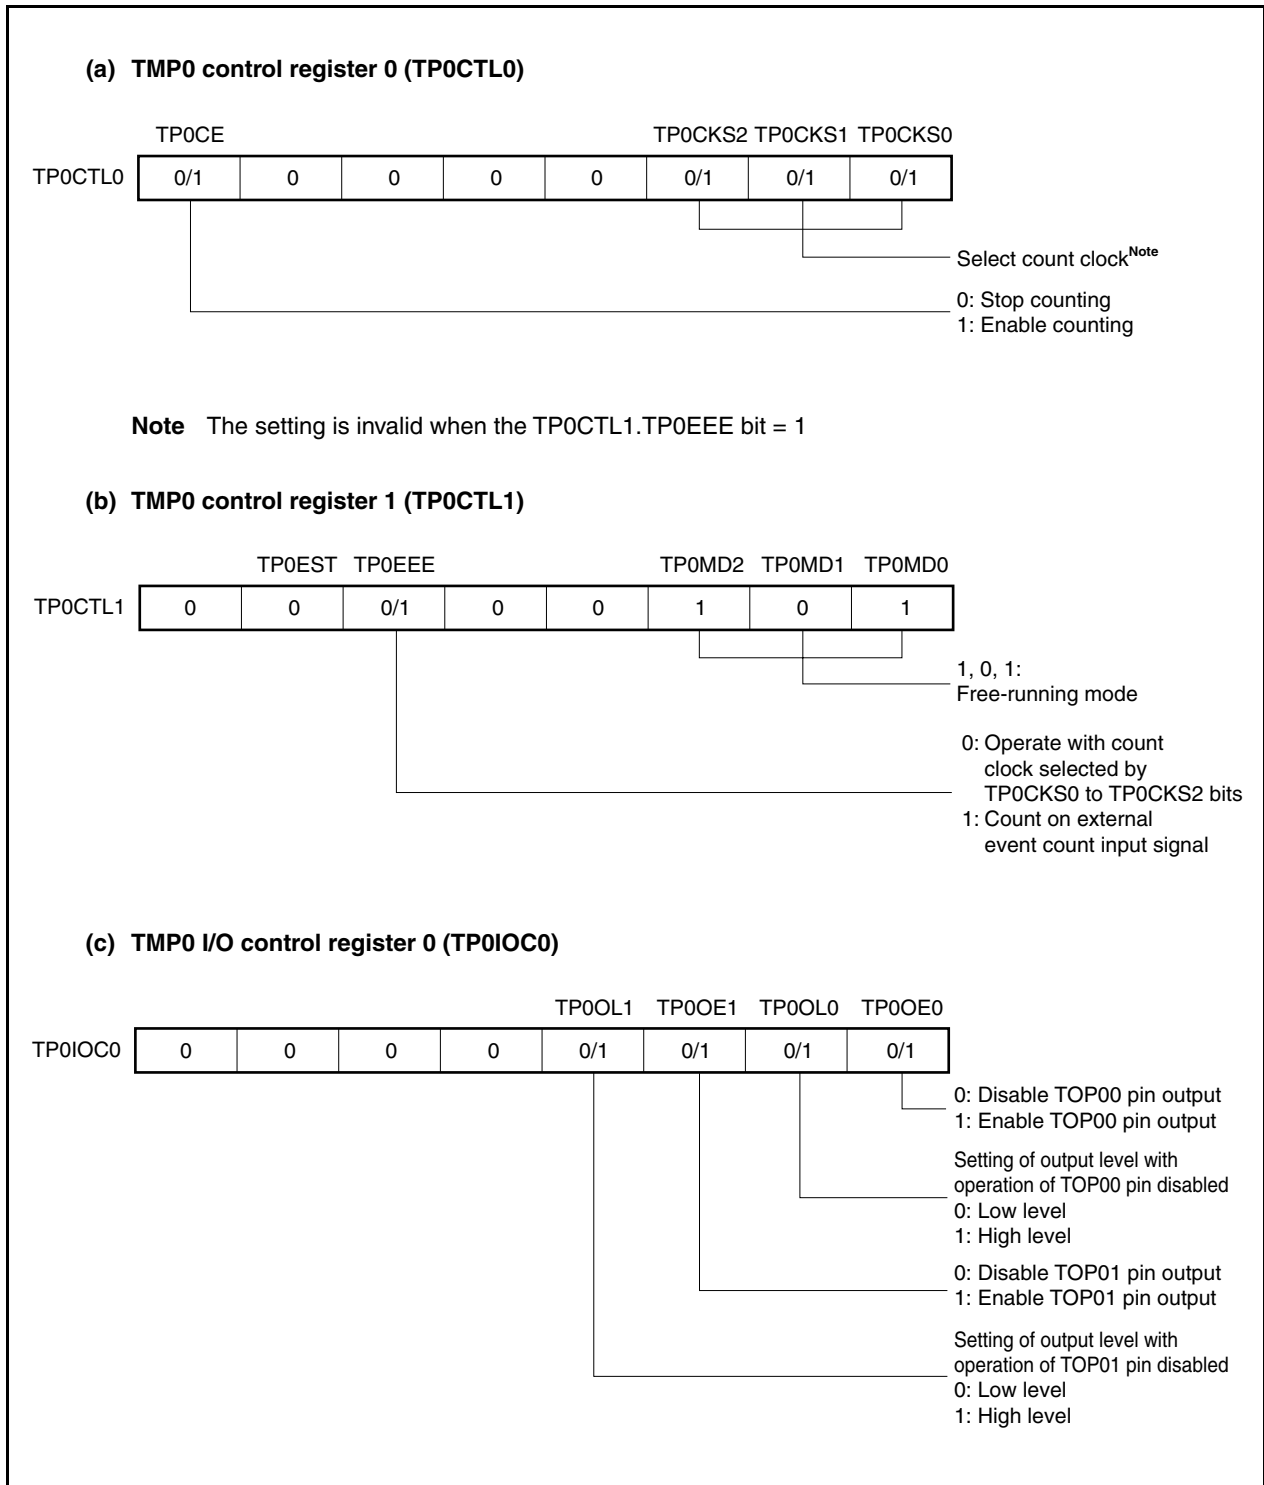 (a) TMP0 control register 0 (TP0CTL0)
TP0CE TP0CKS2 TP0CKS1 TP0CKS0
TP0CTL0 0/1 0 0 0 0 0/1 0/1 0/1
Select count clockNote
0: Stop counting
1: Enable counting
Note The setting is invalid when the TP0CTL1.TP0EEE bit = 1
(b) TMP0 control register 1 (TP0CTL1)
TP0EST TP0EEE TP0MD2 TP0MD1 TP0MD0
TP0CTL1 0 0 0/1 0 0 1 0 1
1, 0, 1:
Free-running mode
0: Operate with count
clock selected by
TP0CKS0 to TP0CKS2 bits
1: Count on external
event count input signal
(c) TMP0 I/O control register 0 (TP0IOC0)
TP0OL1 TP0OE1 TP0OL0 TP0OE0
TP0IOC0 0 0 0 0 0/1 0/1 0/1 0/1
0: Disable TOP00 pin output
1: Enable TOP00 pin output
Setting of output level with
operation of TOP00 pin disabled
0: Low level
1: High level
0: Disable TOP01 pin output
1: Enable TOP01 pin output
Setting of output level with
operation of TOP01 pin disabled
0: Low level
1: High level